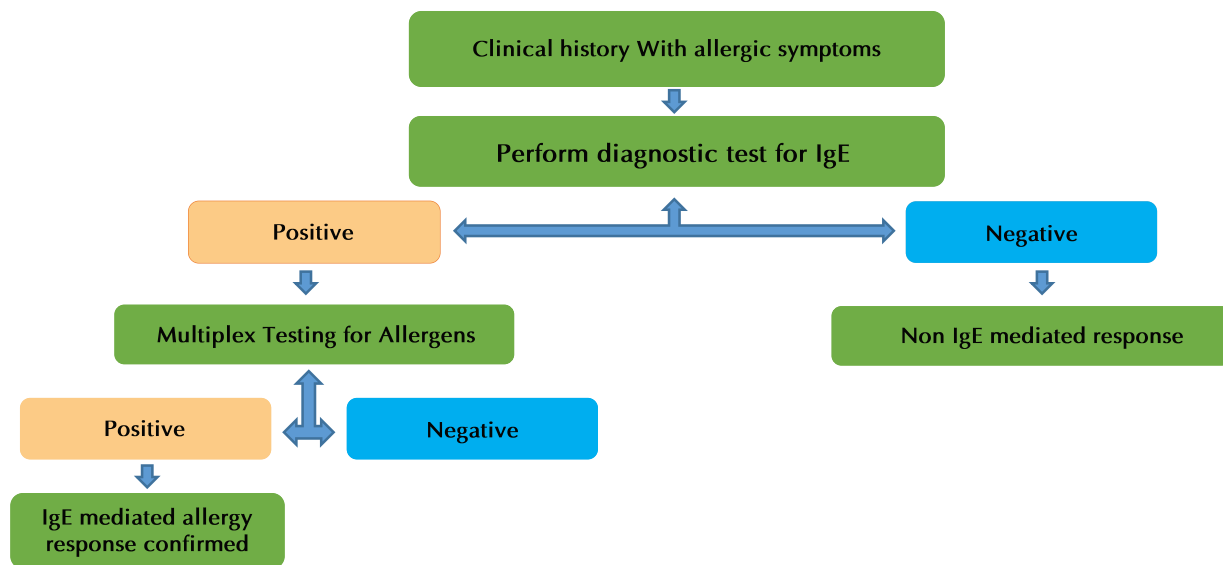 Clinical history With allergic symptoms
Perform diagnostic test for IgE
Positive
Negative
Multiplex Testing for Allergens
Non IgE mediated response
Positive
Negative
IgE mediated allergy
response confirmed